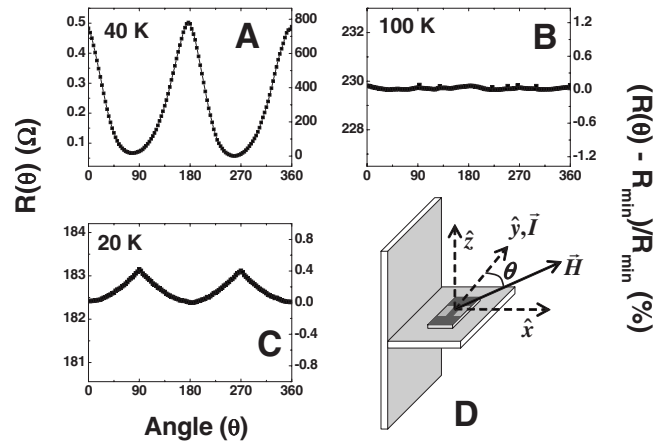 40 K
A
0.5
0.4
0.3
0.2
0.1
800
600
400
200
0
0 90 180 270 360
100 K
B
232
230
228
1.2
0.6
0.0
-0.6
-1.2
0 90 180 270 360
20 K
C
184
183
182
181
0.4
0.0
-0.4
-0.8
0 90 180 270 360
R(θ) (Ω)
Angle (θ)
(R(θ) - R_min)/R_min (%)
ẑ
ŷ,I⃗
θ
H⃗
x̂
D